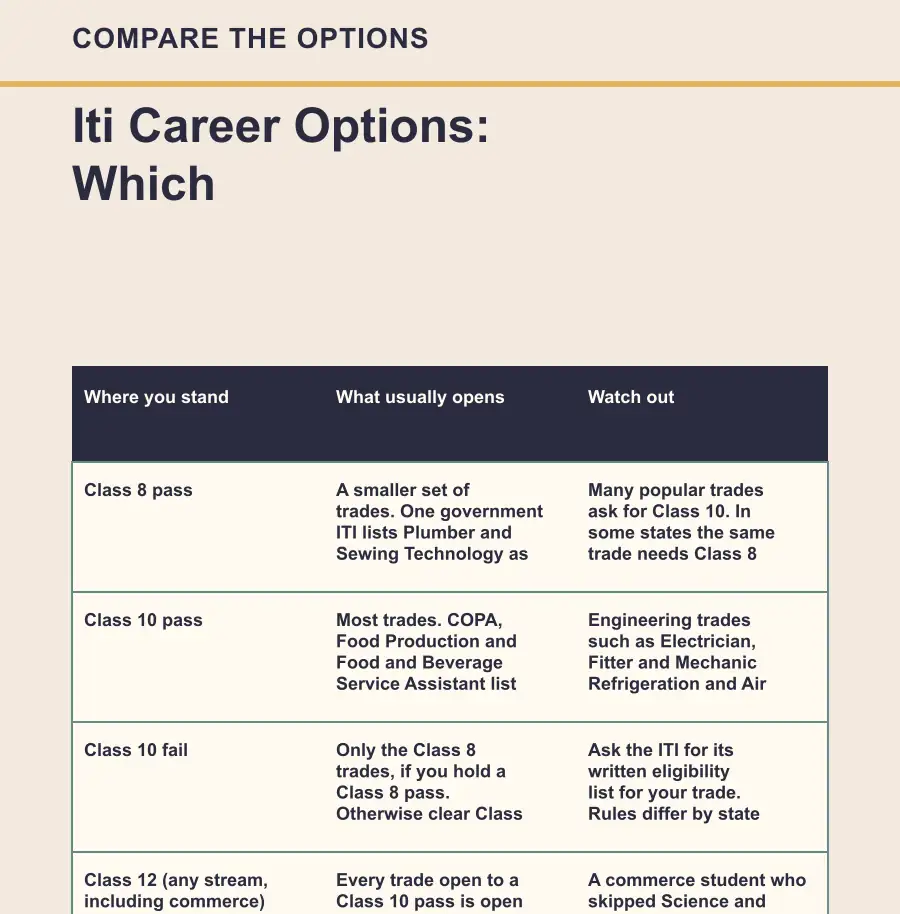 COMPARE THE OPTIONS
Iti Career Options:
Which
Where you stand
What usually opens
Watch out
Class 8 pass
A smaller set of
trades. One government
ITI lists Plumber and
Sewing Technology as
Many popular trades
ask for Class 10. In
some states the same
trade needs Class 8
Class 10 pass
Most trades. COPA,
Food Production and
Food and Beverage
Service Assistant list
Engineering trades
such as Electrician,
Fitter and Mechanic
Refrigeration and Air
Class 10 fail
Only the Class 8
trades, if you hold a
Class 8 pass.
Otherwise clear Class
Ask the ITI for its
written eligibility
list for your trade.
Rules differ by state
Class 12 (any stream,
including commerce)
Every trade open to a
Class 10 pass is open
A commerce student who
skipped Science and